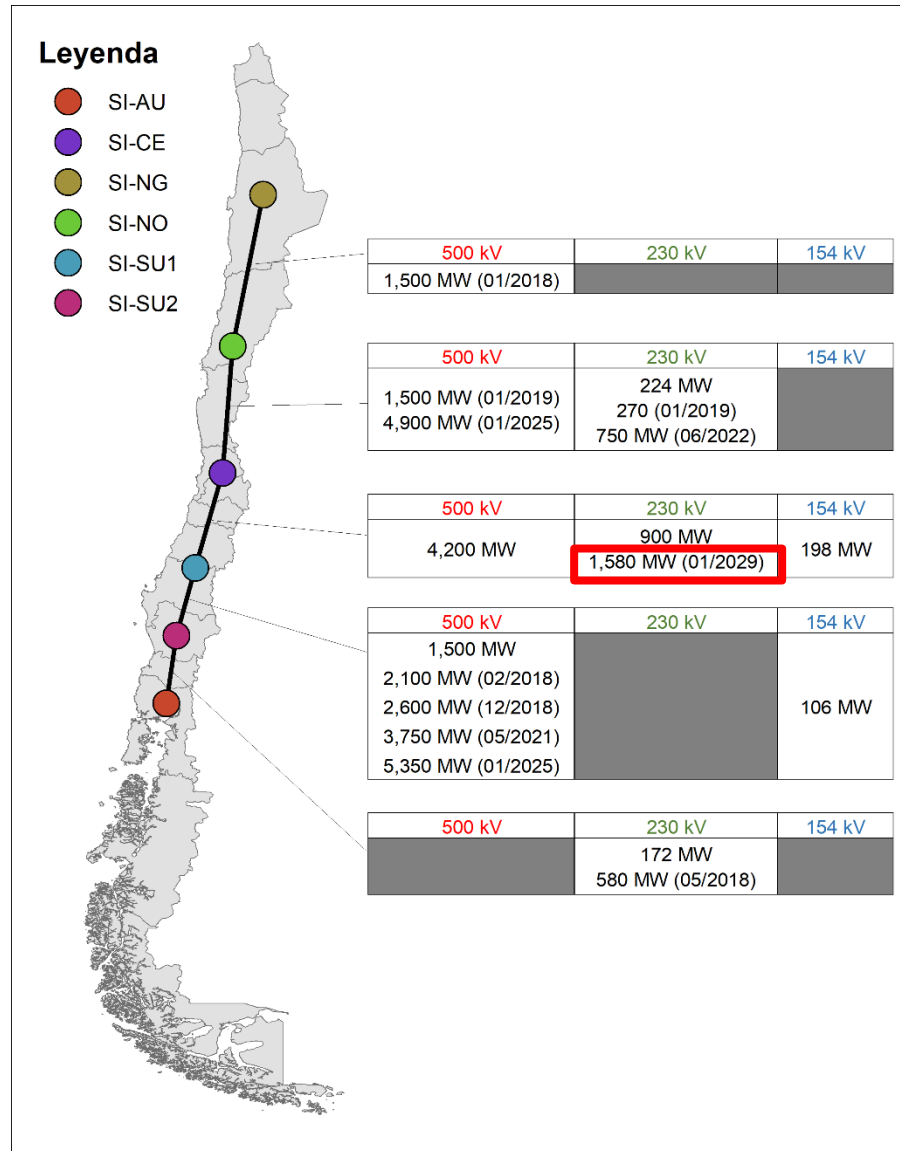 Leyenda
SI-AU
SI-CE
SI-NG
SI-NO
SI-SU1
SI-SU2
500 kV 230 kV 154 kV
1,500 MW (01/2018)
500 kV 230 kV 154 kV
1,500 MW (01/2019)
4,900 MW (01/2025)
224 MW
270 (01/2019)
750 MW (06/2022)
500 kV 230 kV 154 kV
4,200 MW
900 MW
1,580 MW (01/2029)
198 MW
500 kV 230 kV 154 kV
1,500 MW
2,100 MW (02/2018)
2,600 MW (12/2018)
3,750 MW (05/2021)
5,350 MW (01/2025)
106 MW
500 kV 230 kV 154 kV
172 MW
580 MW (05/2018)